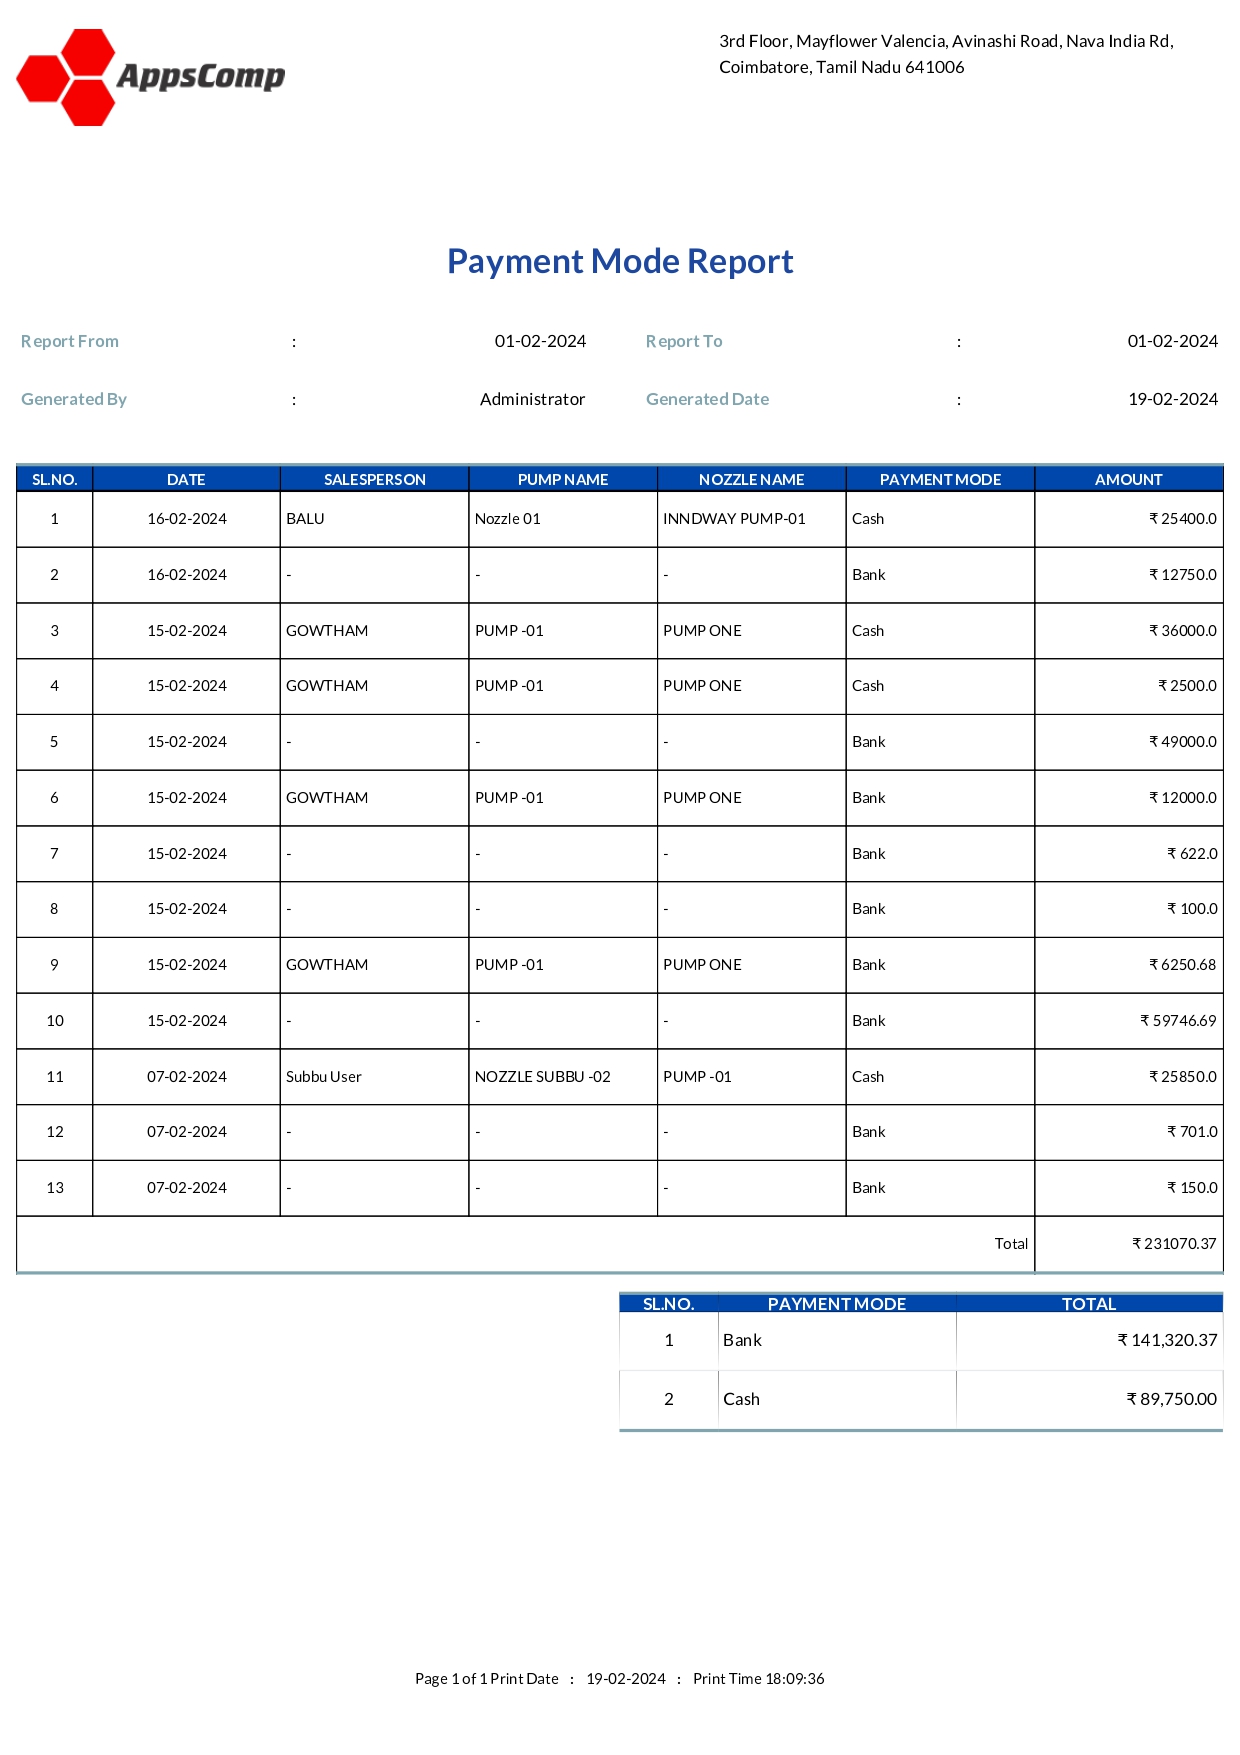 AppsComp
3rd Floor, Mayflower Valencia, Avinashi Road, Nava India Rd,
Coimbatore, Tamil Nadu 641006
Payment Mode Report
Report From : 01-02-2024 Report To : 01-02-2024
Generated By : Administrator Generated Date : 19-02-2024
SL.NO. DATE SALESPERSON PUMP NAME NOZZLE NAME PAYMENT MODE AMOUNT
1 16-02-2024 BALU Nozzle 01 INNDWAY PUMP-01 Cash ₹ 25400.0
2 16-02-2024 - - - Bank ₹ 12750.0
3 15-02-2024 GOWTHAM PUMP -01 PUMP ONE Cash ₹ 36000.0
4 15-02-2024 GOWTHAM PUMP -01 PUMP ONE Cash ₹ 2500.0
5 15-02-2024 - - - Bank ₹ 49000.0
6 15-02-2024 GOWTHAM PUMP -01 PUMP ONE Bank ₹ 12000.0
7 15-02-2024 - - - Bank ₹ 622.0
8 15-02-2024 - - - Bank ₹ 100.0
9 15-02-2024 GOWTHAM PUMP -01 PUMP ONE Bank ₹ 6250.68
10 15-02-2024 - - - Bank ₹ 59746.69
11 07-02-2024 Subbu User NOZZLE SUBBU -02 PUMP -01 Cash ₹ 25850.0
12 07-02-2024 - - - Bank ₹ 701.0
13 07-02-2024 - - - Bank ₹ 150.0
Total ₹ 231070.37
SL.NO. PAYMENT MODE TOTAL
1 Bank ₹ 141,320.37
2 Cash ₹ 89,750.00
Page 1 of 1 Print Date : 19-02-2024 : Print Time 18:09:36